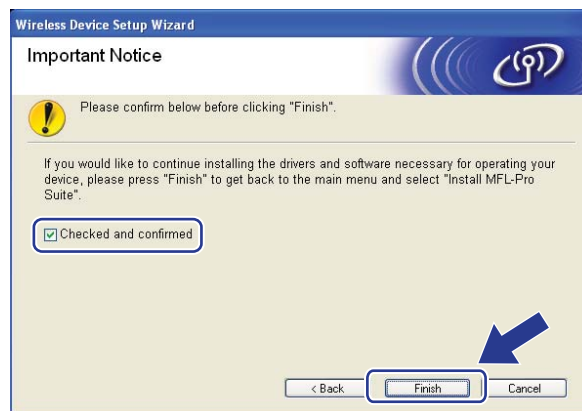 Wireless Device Setup Wizard
Important Notice
Please confirm below before clicking "Finish".
If you would like to continue installing the drivers and software necessary for operating your
device, please press "Finish" to get back to the main menu and select "Install MFL-Pro
Suite".
Checked and confirmed
< Back Finish Cancel